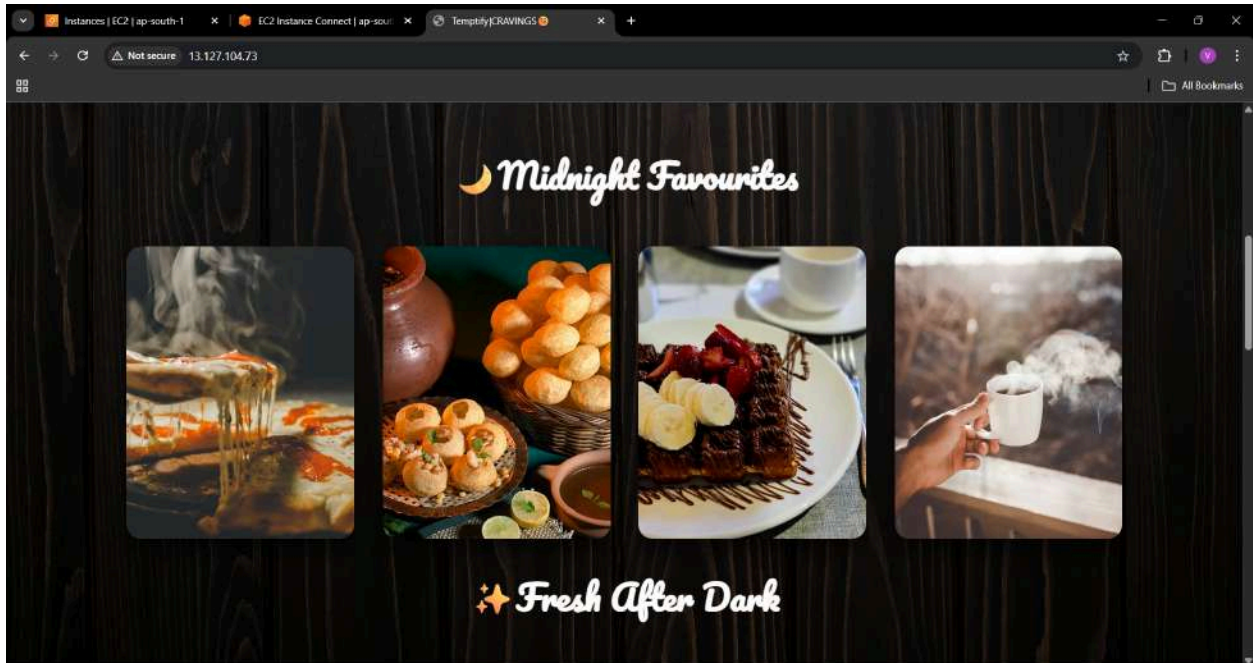 Instances | EC2 | ap-south-1
EC2 Instance Connect | ap-sout
Temptify|CRAVINGS
Not secure
13.127.104.73
V
All Bookmarks
Midnight Favourites
Fresh After Dark